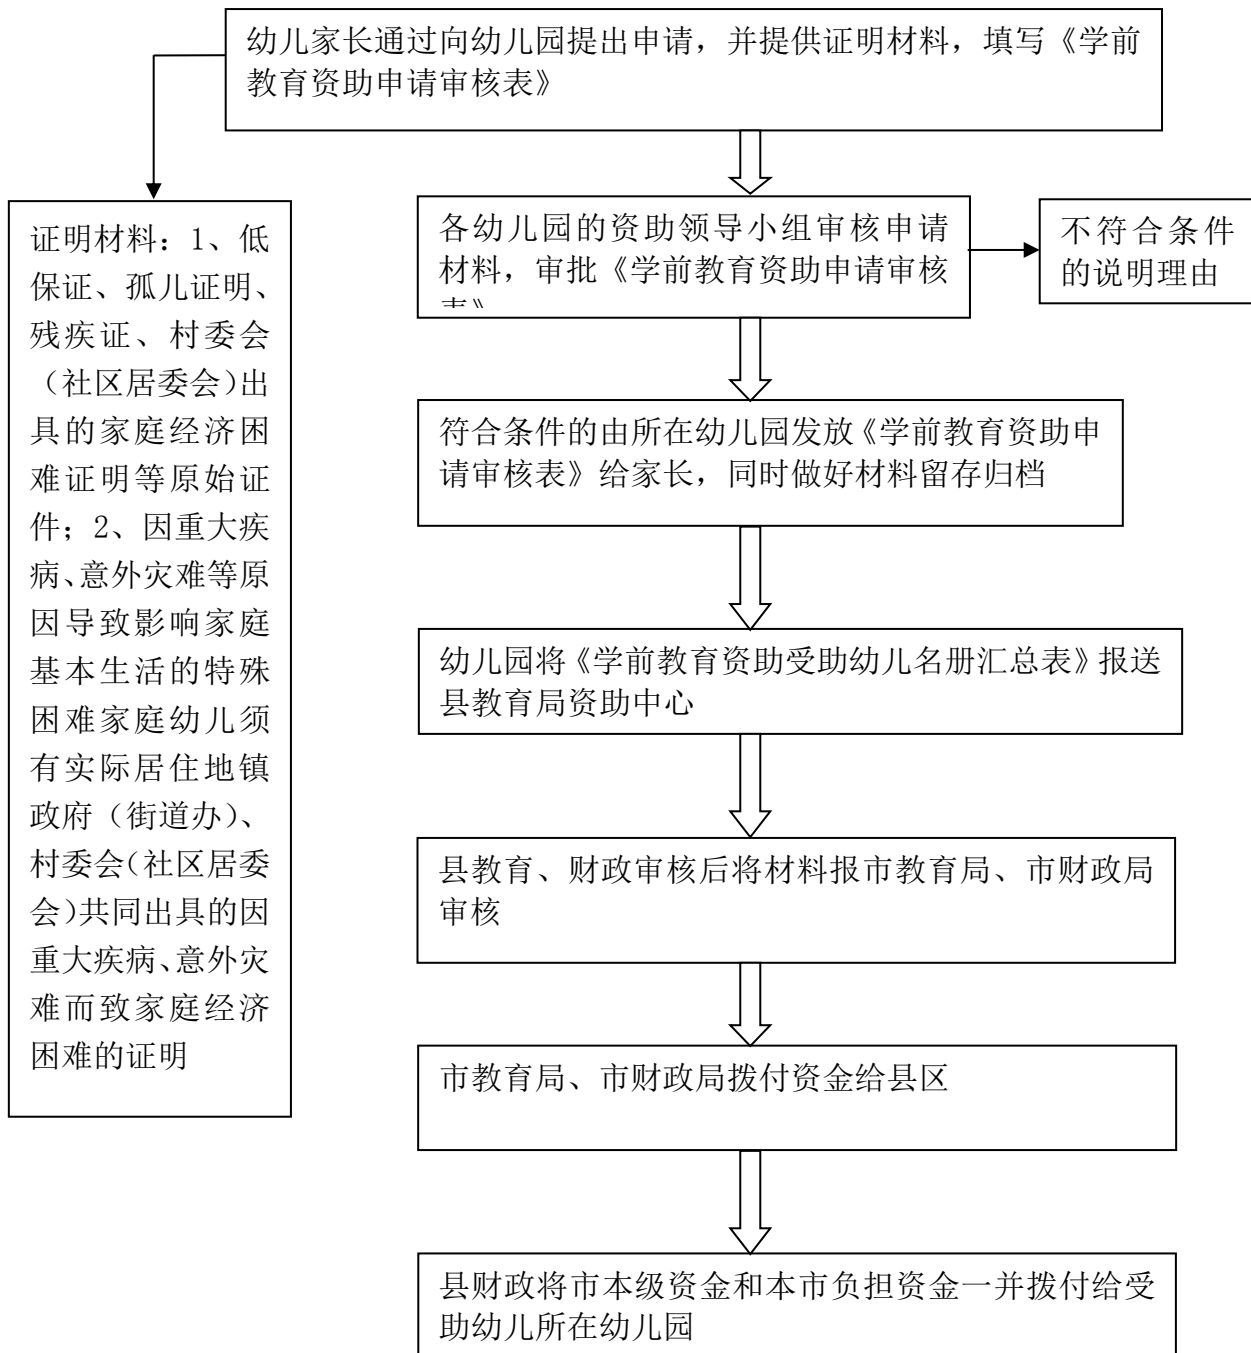 幼儿家长通过向幼儿园提出申请，并提供证明材料，填写《学前
教育资助申请审核表》
证明材料：1、低
保证、孤儿证明、
残疾证、村委会
（社区居委会）出
具的家庭经济困
难证明等原始证
件；2、因重大疾
病、意外灾难等原
因导致影响家庭
基本生活的特殊
困难家庭幼儿须
有实际居住地镇
政府（街道办）、
村委会（社区居委
会）共同出具的因
重大疾病、意外灾
难而致家庭经济
困难的证明
各幼儿园的资助领导小组审核申请
材料，审批《学前教育资助申请审核
表》
不符合条件
的说明理由
符合条件的由所在幼儿园发放《学前教育资助申
请审核表》给家长，同时做好材料留存归档
幼儿园将《学前教育资助受助幼儿名册汇总表》报送
县教育局资助中心
县教育、财政审核后将材料报市教育局、市财政局
审核
市教育局、市财政局拨付资金给县区
县财政将市本级资金和本市负担资金一并拨付给受
助幼儿所在幼儿园